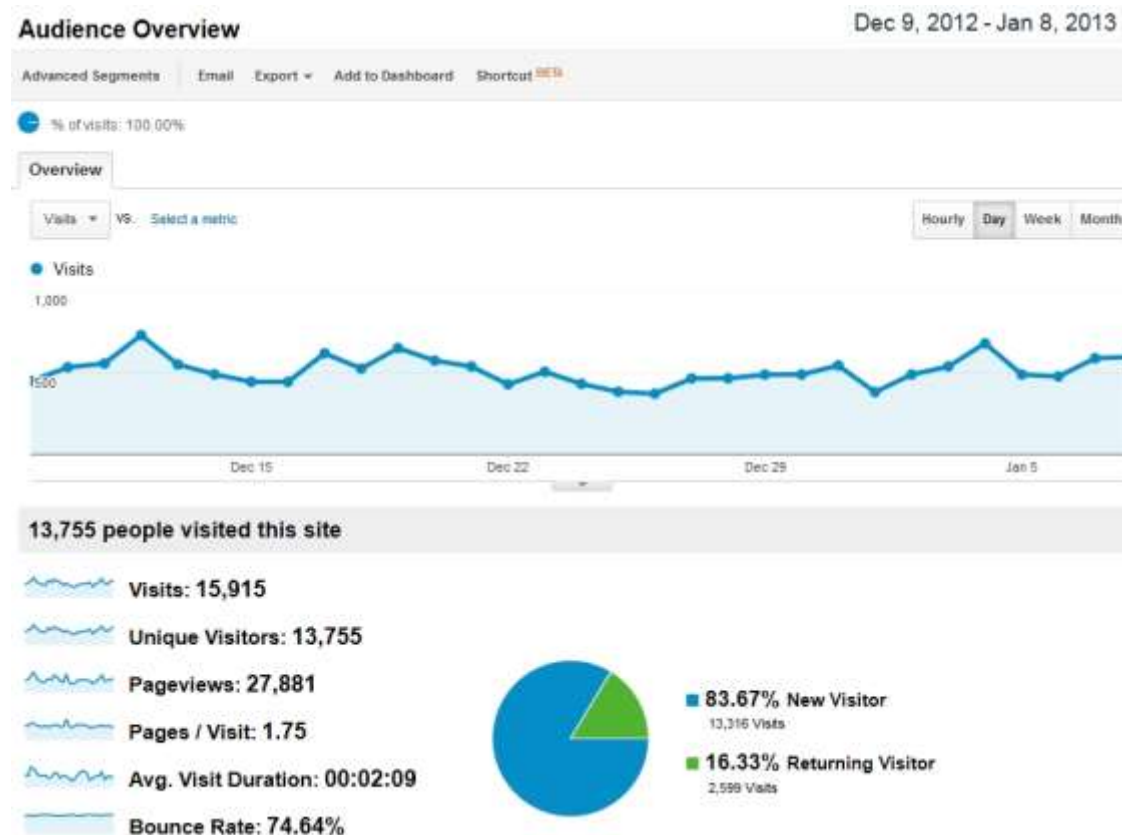 Audience Overview
Dec 9, 2012 - Jan 8, 2013
Advanced Segments Email Export Add to Dashboard Shortcut BETA
% of visits: 100.00%
Overview
Visits VS. Select a metric
Hourly Day Week Month
Visits
1,000
500
Dec 15 Dec 22 Dec 29 Jan 5
13,755 people visited this site
Visits: 15,915
Unique Visitors: 13,755
Pageviews: 27,881
Pages / Visit: 1.75
Avg. Visit Duration: 00:02:09
Bounce Rate: 74.64%
83.67% New Visitor
13,316 Visits
16.33% Returning Visitor
2,599 Visits